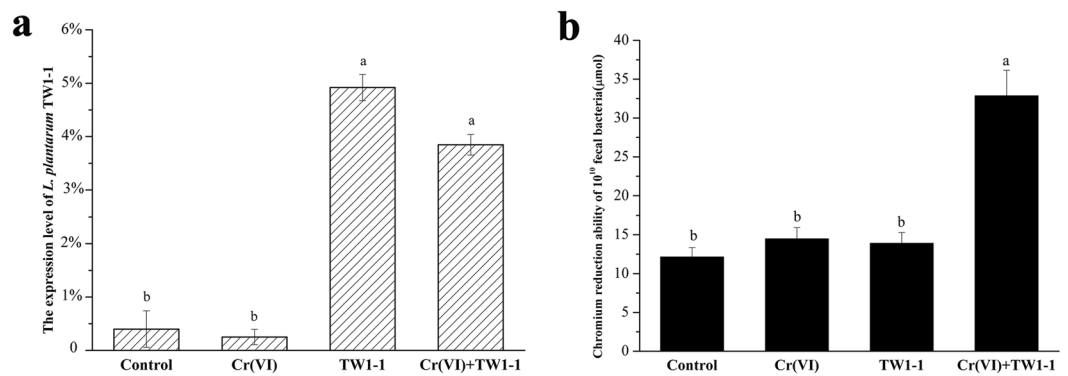 a
The expression level of L. plantarum TW1-1
6%
5%
4%
3%
2%
1%
0
b
b
a
a
Control
Cr(VI)
TW1-1
Cr(VI)+TW1-1
b
Chromium reduction ability of 10¹⁰ fecal bacteria(μmol)
40
35
30
25
20
15
10
5
0
b
b
b
a
Control
Cr(VI)
TW1-1
Cr(VI)+TW1-1